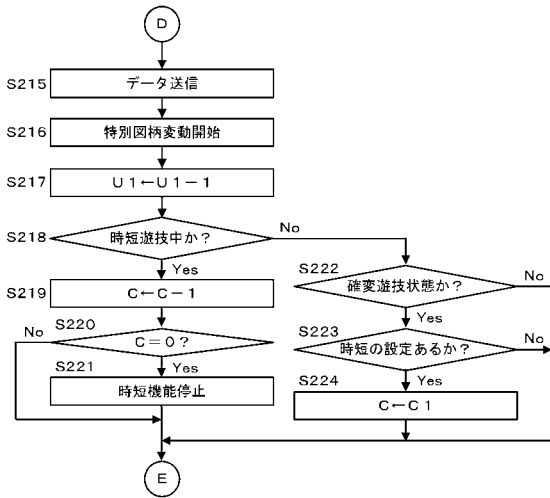 D
S215
データ送信
S216
特別図柄変動開始
S217
U1←U1-1
S218
時短遊技中か?
No
Yes
S219
C←C-1
S220
C=0?
No
Yes
S221
時短機能停止
S222
確変遊技状態か?
No
Yes
S223
時短の設定あるか?
No
Yes
S224
C←C1
E